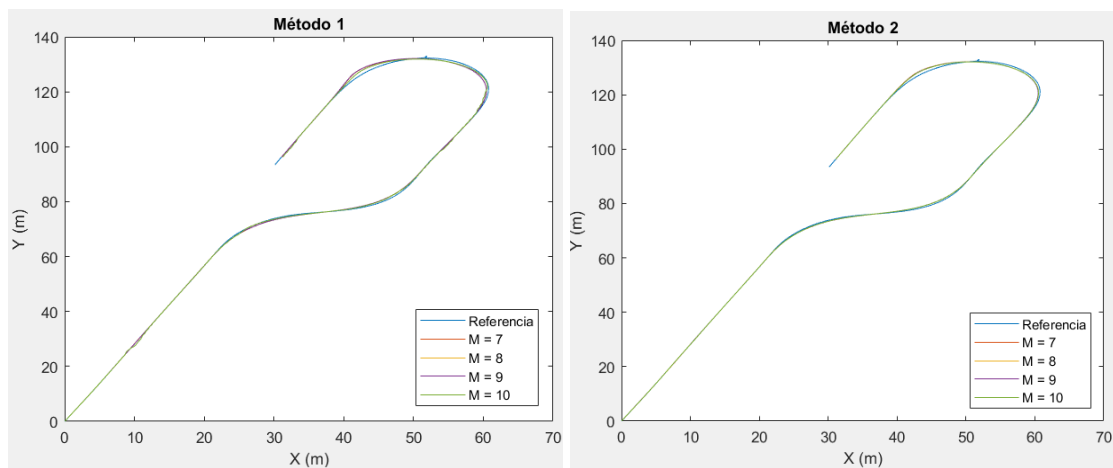 Método 1
140
120
100
80
60
40
20
0
Y (m)
0 10 20 30 40 50 60 70
X (m)
Referencia
M = 7
M = 8
M = 9
M = 10
Método 2
140
120
100
80
60
40
20
0
Y (m)
0 10 20 30 40 50 60 70
X (m)
Referencia
M = 7
M = 8
M = 9
M = 10